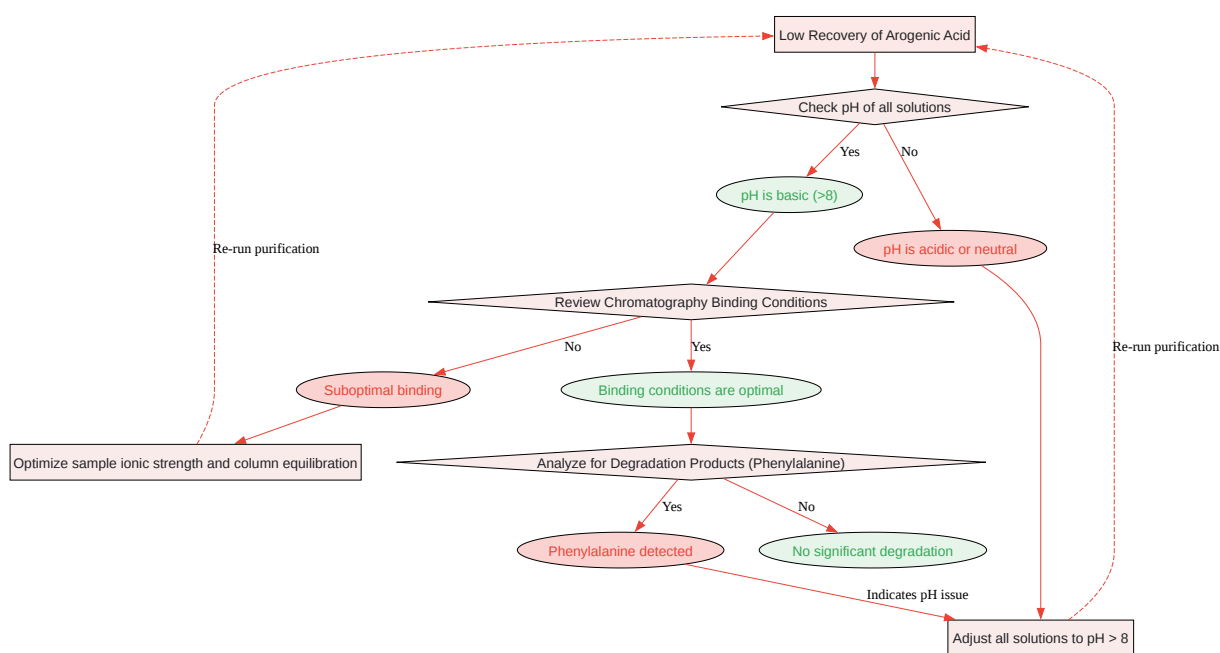 Low Recovery of Arogenic Acid
Check pH of all solutions
Yes
No
pH is basic (>8)
pH is acidic or neutral
Re-run purification
Review Chromatography Binding Conditions
Re-run purification
No
Yes
Suboptimal binding
Binding conditions are optimal
Optimize sample ionic strength and column equilibration
Analyze for Degradation Products (Phenylalanine)
Yes
No
Phenylalanine detected
No significant degradation
Indicates pH issue
Adjust all solutions to pH > 8